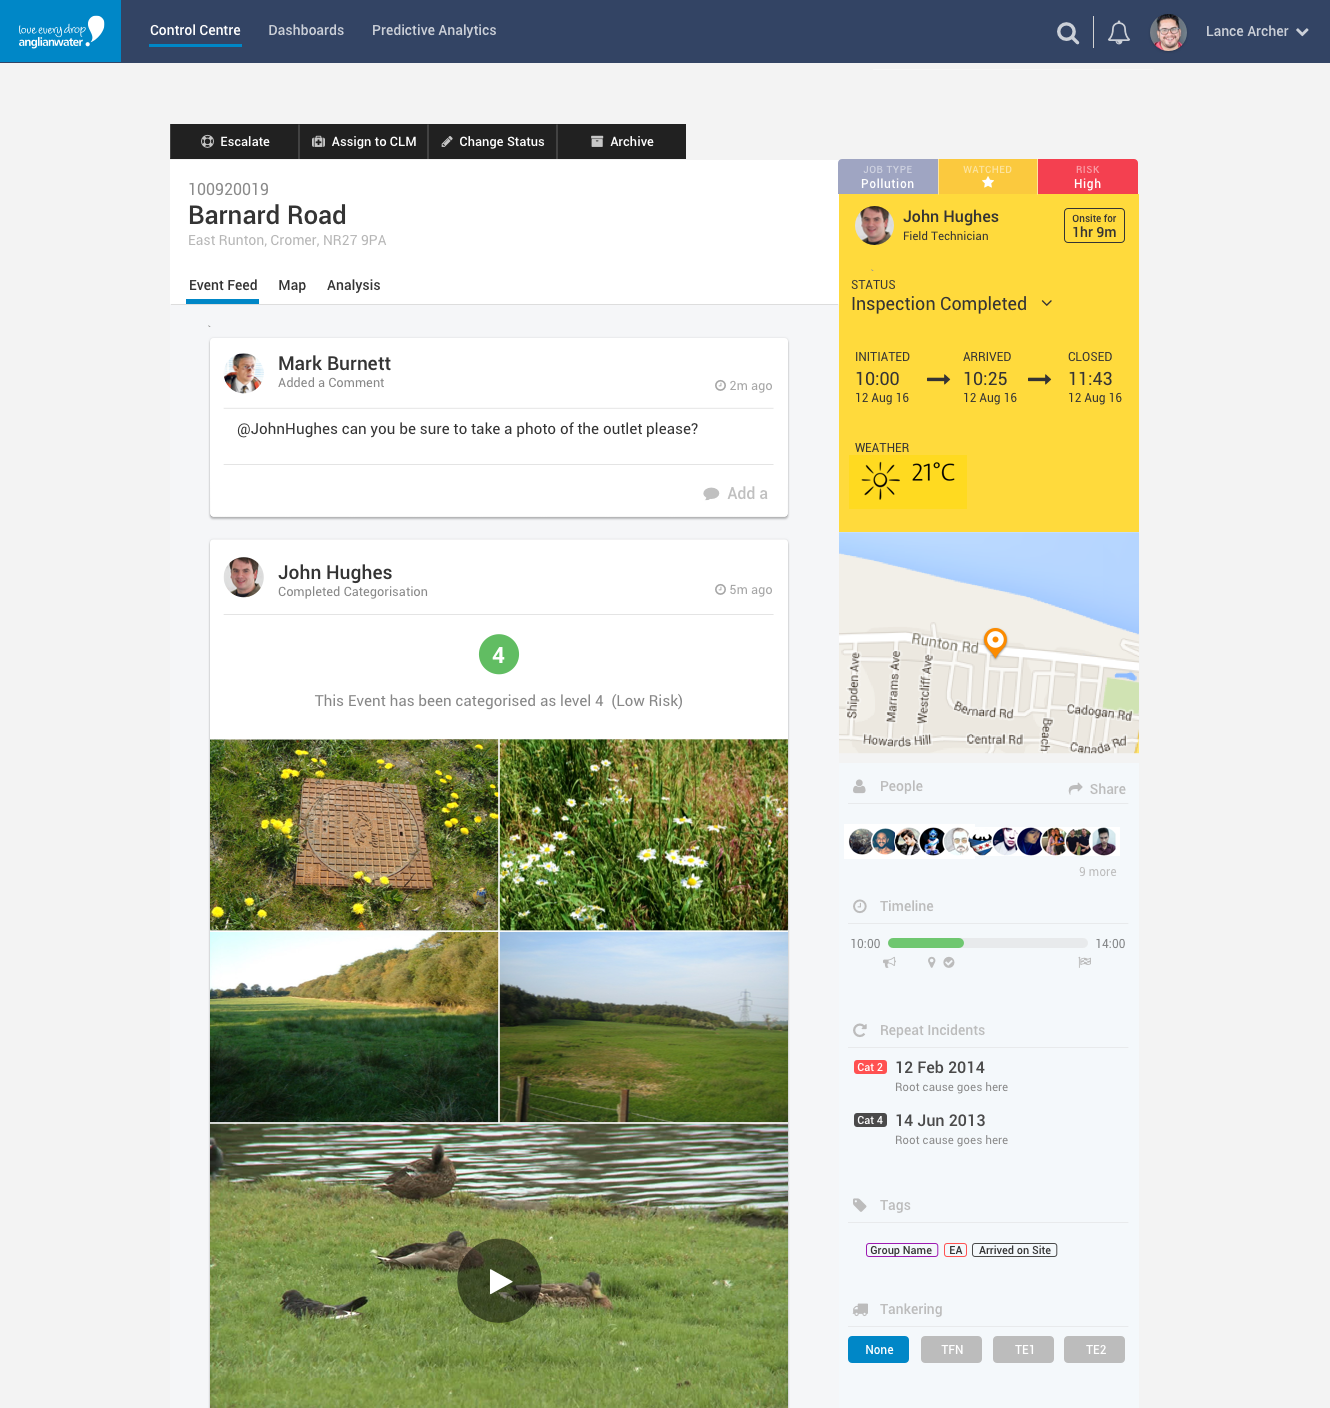 love every drop
anglianwater
Control Centre
Dashboards
Predictive Analytics
Lance Archer
Escalate
Assign to CLM
Change Status
Archive
100920019
Barnard Road
East Runton, Cromer, NR27 9PA
Event Feed
Map
Analysis
Mark Burnett
Added a Comment
2m ago
@JohnHughes can you be sure to take a photo of the outlet please?
Add a
John Hughes
Completed Categorisation
5m ago
4
This Event has been categorised as level 4 (Low Risk)
JOB TYPE
Pollution
WATCHED
RISK
High
John Hughes
Field Technician
Onsite for
1hr 9m
STATUS
Inspection Completed
INITIATED
10:00
12 Aug 16
ARRIVED
10:25
12 Aug 16
CLOSED
11:43
12 Aug 16
WEATHER
21°C
Runton Rd
Shipden Ave
Marrams Ave
Westcliff Ave
Bernard Rd
Cadogan Rd
Beach
Howards Hill
Central Rd
Canada Rd
People
Share
9 more
Timeline
10:00
14:00
Repeat Incidents
Cat 2
12 Feb 2014
Root cause goes here
Cat 4
14 Jun 2013
Root cause goes here
Tags
Group Name
EA
Arrived on Site
Tankering
None
TFN
TE1
TE2